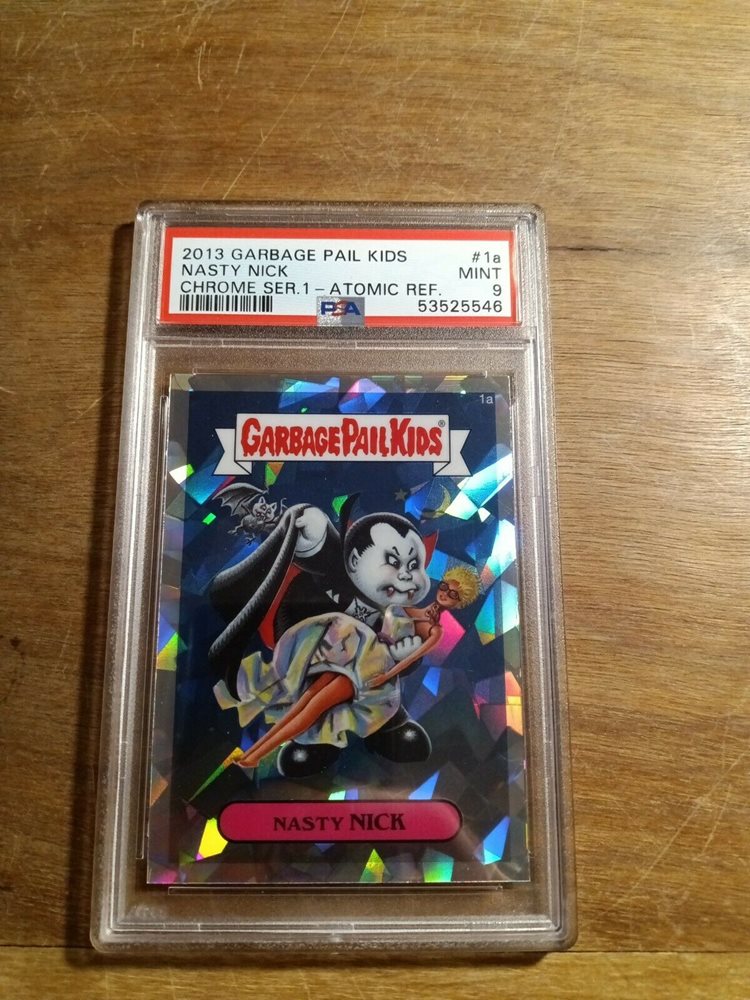 2013 GARBAGE PAIL KIDS #1a
NASTY NICK MINT
CHROME SER.1-ATOMIC REF. 9
PSA 53525546
1a
GARBAGE PAIL KIDS®
NASTY NICK